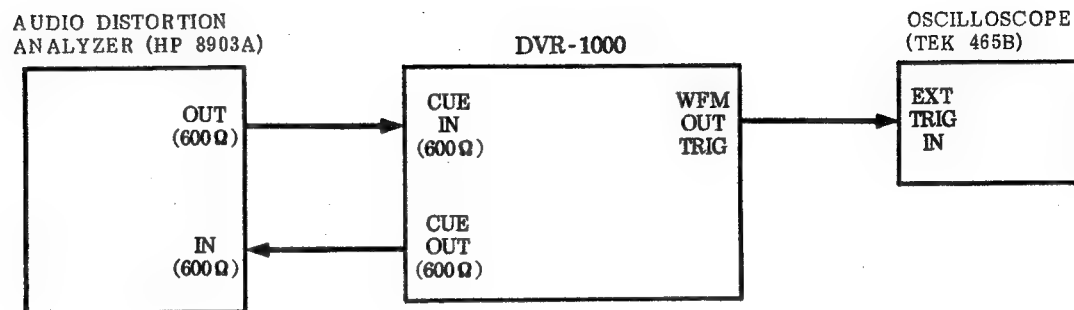 AUDIO DISTORTION
ANALYZER (HP 8903A)
OUT
(600Ω)
IN
(600Ω)
DVR-1000
CUE
IN
(600Ω)
CUE
OUT
(600Ω)
WFM
OUT
TRIG
OSCILLOSCOPE
(TEK 465B)
EXT
TRIG
IN